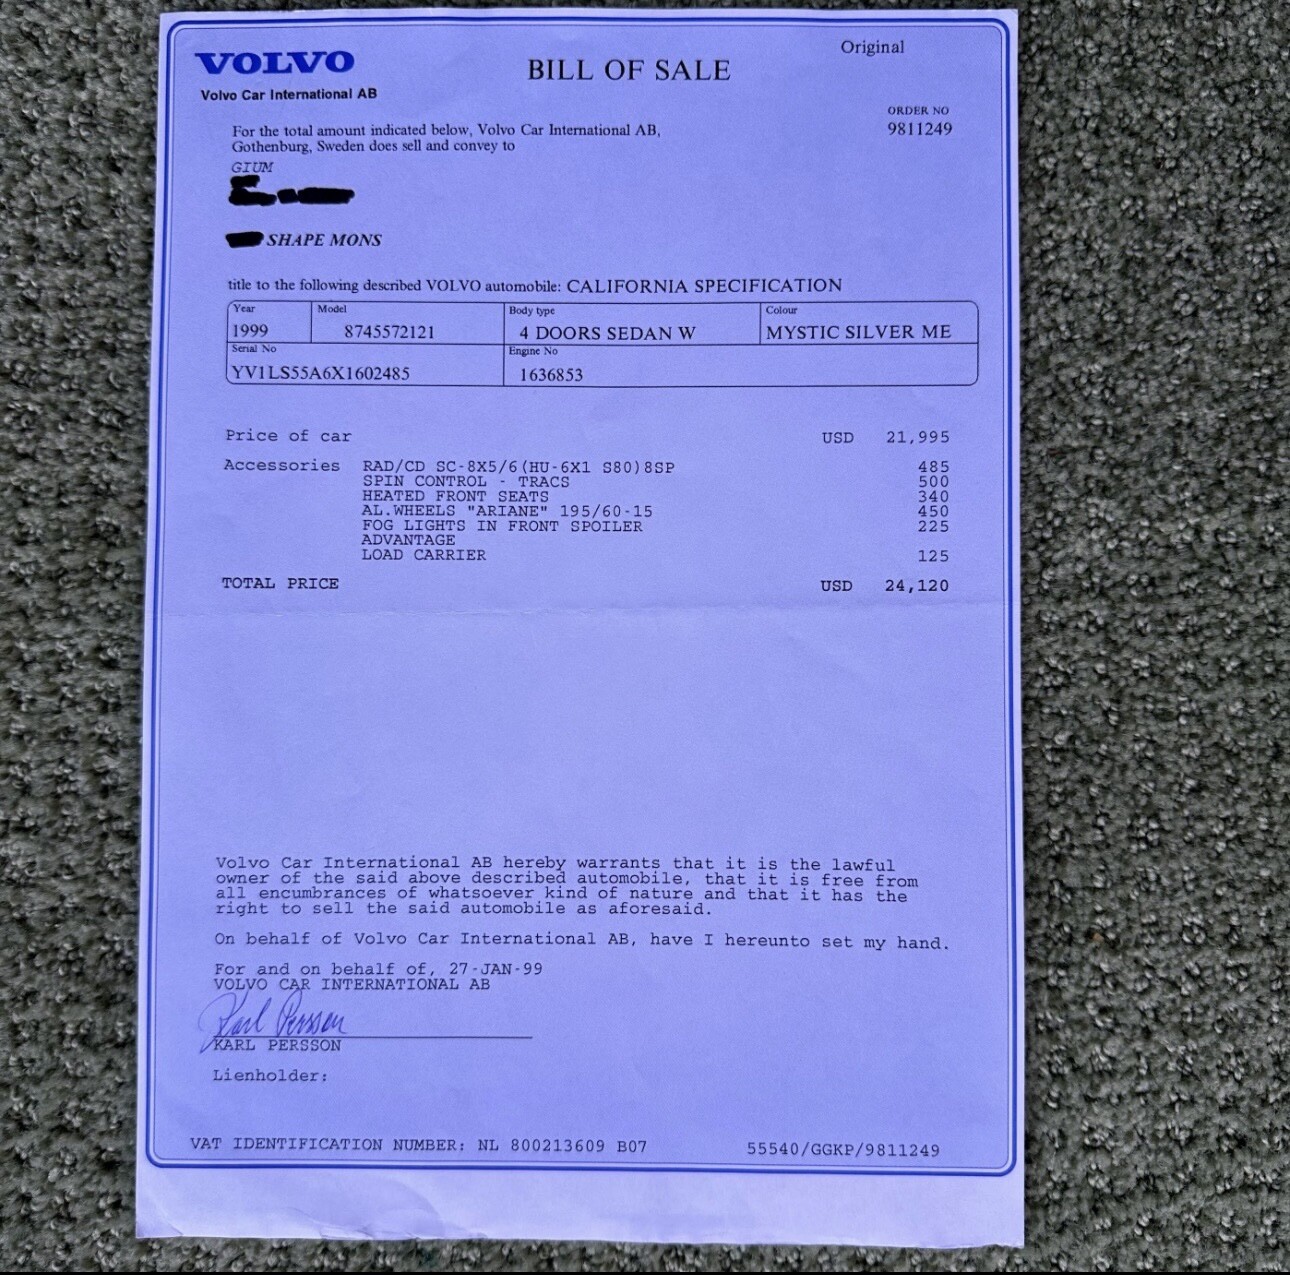 VOLVO
Volvo Car International AB
BILL OF SALE
Original
ORDER NO
9811249
For the total amount indicated below, Volvo Car International AB,
Gothenburg, Sweden does sell and convey to
GIUM
SHAPE MONS
title to the following described VOLVO automobile: CALIFORNIA SPECIFICATION
Year Model Body type Colour
1999 8745572121 4 DOORS SEDAN W MYSTIC SILVER ME
Serial No Engine No
YV1LS55A6X1602485 1636853
Price of car USD 21,995
Accessories RAD/CD SC-8X5/6(HU-6X1 S80)8SP 485
SPIN CONTROL - TRACS 500
HEATED FRONT SEATS 340
AL.WHEELS "ARIANE" 195/60-15 450
FOG LIGHTS IN FRONT SPOILER 225
ADVANTAGE
LOAD CARRIER 125
TOTAL PRICE USD 24,120
Volvo Car International AB hereby warrants that it is the lawful
owner of the said above described automobile, that it is free from
all encumbrances of whatsoever kind of nature and that it has the
right to sell the said automobile as aforesaid.
On behalf of Volvo Car International AB, have I hereunto set my hand.
For and on behalf of, 27-JAN-99
VOLVO CAR INTERNATIONAL AB
Karl Persson
KARL PERSSON
Lienholder:
VAT IDENTIFICATION NUMBER: NL 800213609 B07 55540/GGKP/9811249